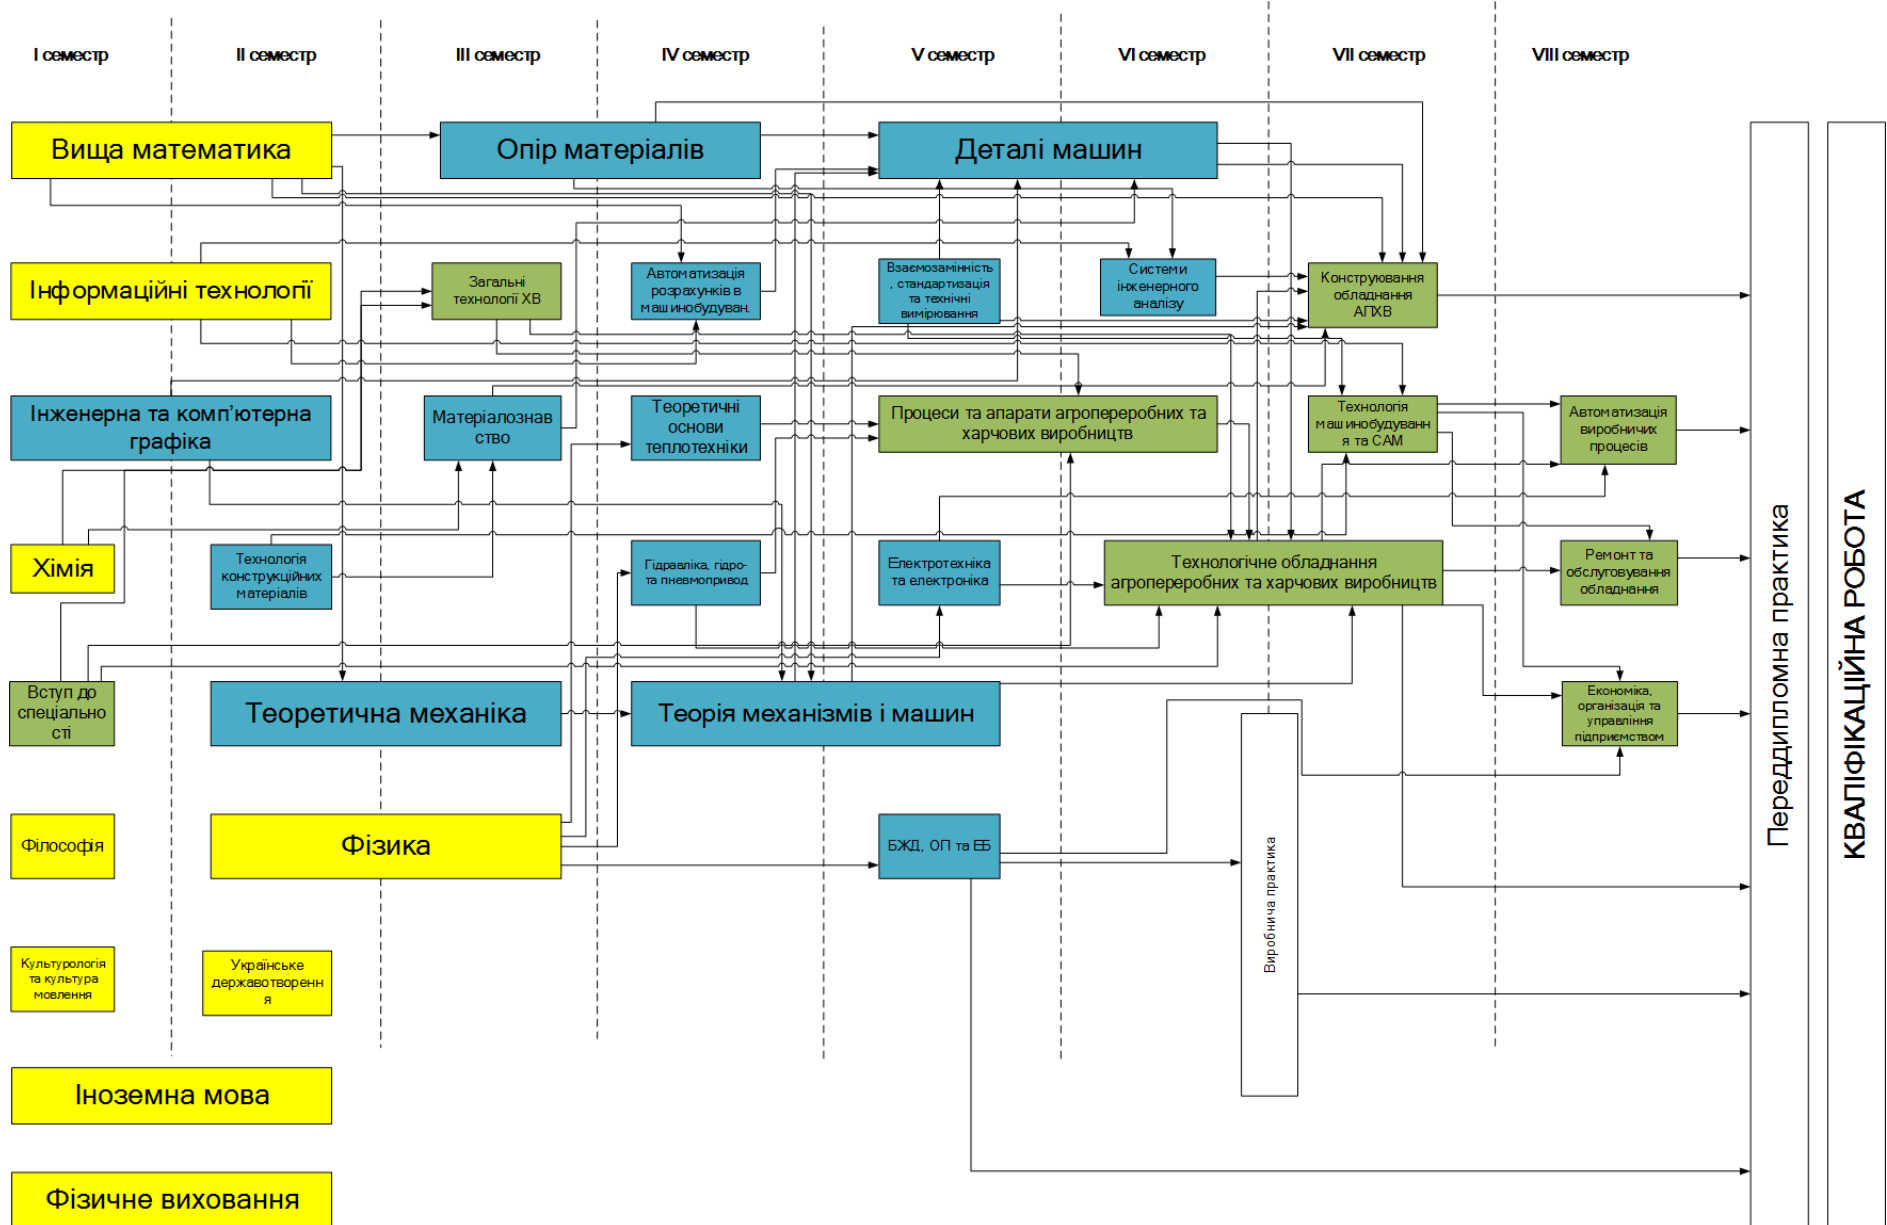 І семестр
ІІ семестр
ІІІ семестр
IV семестр
V семестр
VI семестр
VII семестр
VIII семестр
Вища математика
Опір матеріалів
Деталі машин
Інформаційні технології
Загальні
технології ХВ
Автоматизація
розрахунків в
машинобудуван.
Взаємозамінність
, стандартизація
та технічні
вимірювання
Системи
інженерного
аналізу
Конструювання
обладнання
АПХВ
Інженерна та комп’ютерна
графіка
Матеріалознав
ство
Теоретичні
основи
теплотехніки
Процеси та апарати агропереробних та
харчових виробництв
Технологія
машинобудуванн
я та САМ
Автоматизація
виробничих
процесів
Хімія
Технологія
конструкційних
матеріалів
Гідравліка, гідро-
та пневмопривод
Електротехніка
та електроніка
Технологічне обладнання
агропереробних та харчових виробництв
Ремонт та
обслуговування
обладнання
Вступ до
спеціально
сті
Теоретична механіка
Теорія механізмів і машин
Економіка,
організація та
управління
підприємством
Філософія
Фізика
БЖД, ОП та ЕБ
Виробнича практика
Культурологія
та культура
мовлення
Українське
державотворенн
я
Іноземна мова
Фізичне виховання
Переддипломна практика
КВАЛІФІКАЦІЙНА РОБОТА